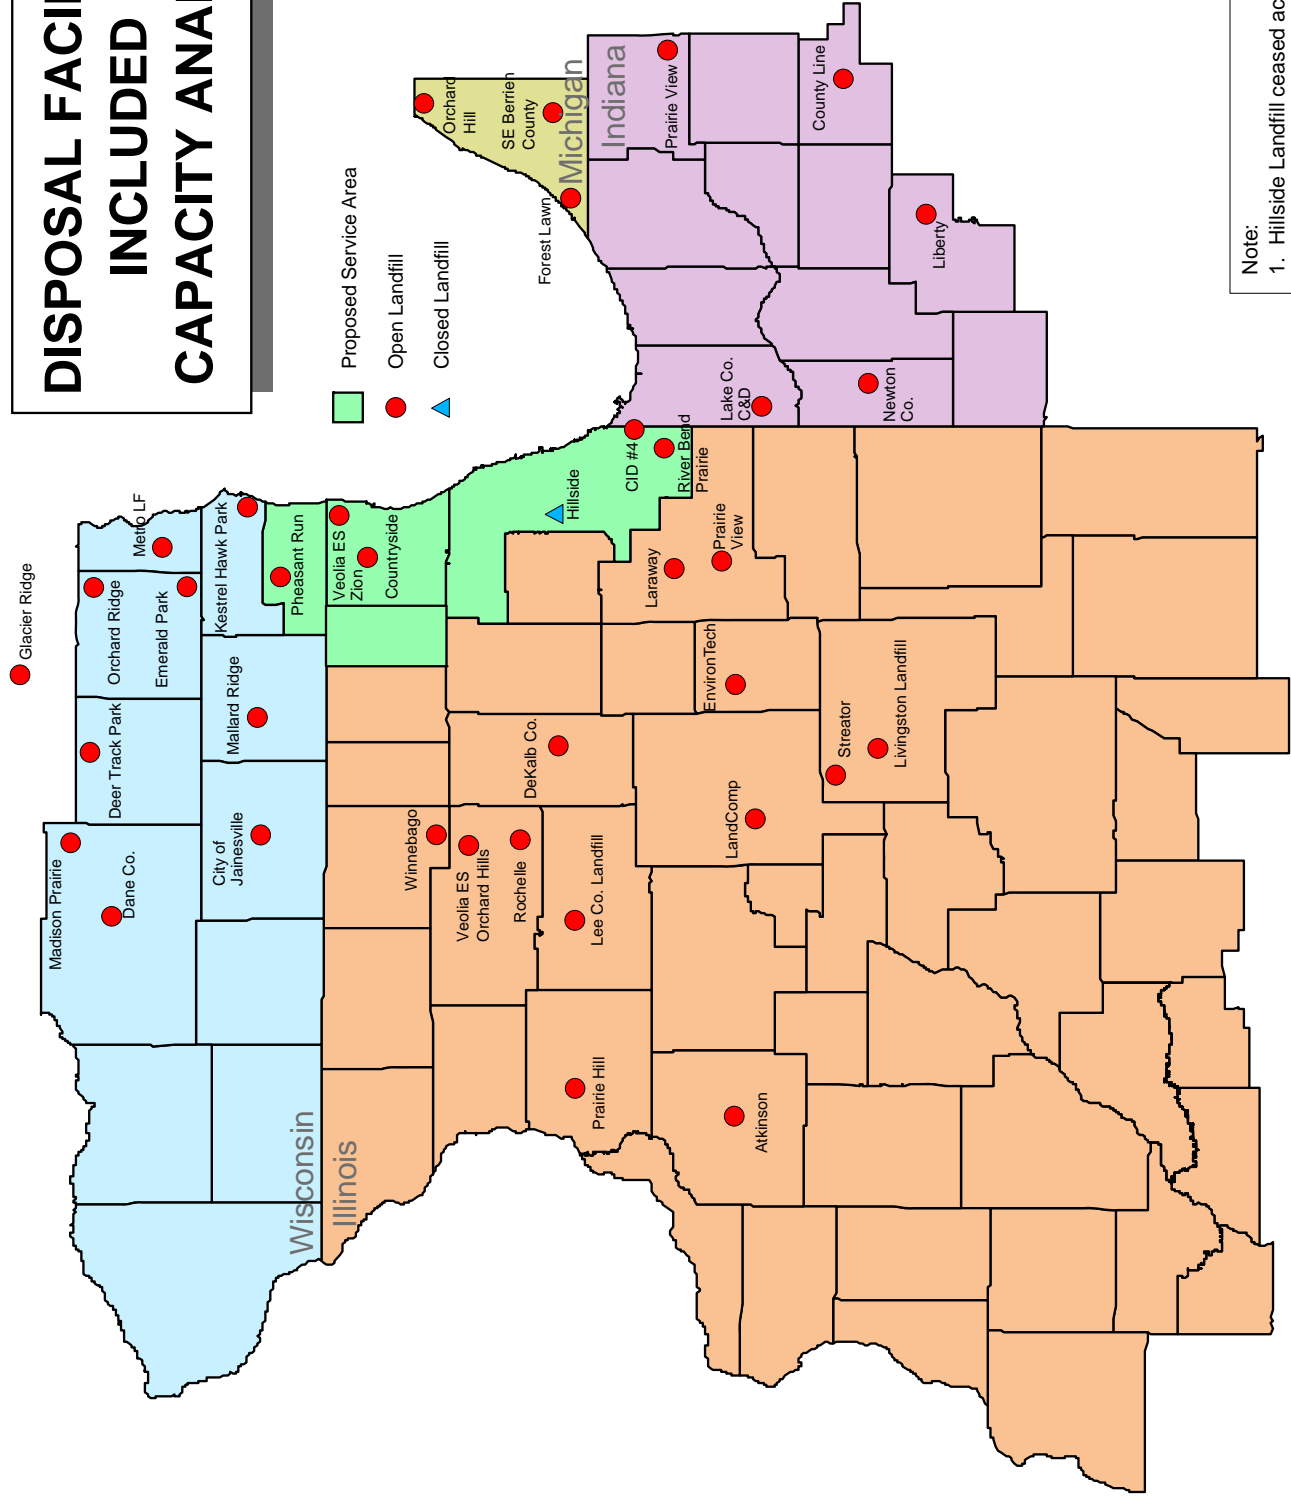 DISPOSAL FACI
INCLUDED
CAPACITY ANA
Proposed Service Area
Open Landfill
Closed Landfill
Glacier Ridge
Metro LF
Orchard Ridge
Emerald Park
Kestrel Hawk Park
Pheasant Run
Veolia ES
Zion
Countryside
Deer Track Park
Mallard Ridge
Madison Prairie
Dane Co.
City of
Jainesville
Wisconsin
Illinois
Michigan
Indiana
Orchard
Hill
SE Berrien
County
Forest Lawn
Prairie View
County Line
Liberty
Lake Co.
C&D
Newton
Co.
Hillside
CID #4
River Bend
Prairie
Laraway
Prairie
View
EnvironTech
DeKalb Co.
Streator
Livingston Landfill
LandComp
Winnebago
Veolia ES
Orchard Hills
Rochelle
Lee Co. Landfill
Prairie Hill
Atkinson
Note:
1. Hillside Landfill ceased ac